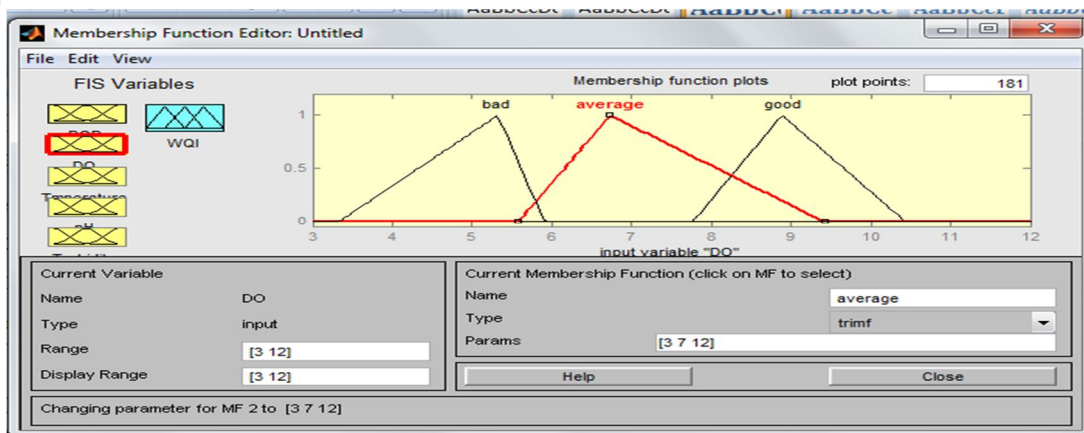 Membership Function Editor: Untitled
File Edit View
FIS Variables
Membership function plots
plot points:
181
WQI
DO
Tmperature
pH
bad
average
good
1
0.5
0
3 4 5 6 7 8 9 10 11 12
input variable "DO"
Current Variable
Name DO
Type input
Range [3 12]
Display Range [3 12]
Current Membership Function (click on MF to select)
Name average
Type trimf
Params [3 7 12]
Help
Close
Changing parameter for MF 2 to [3 7 12]